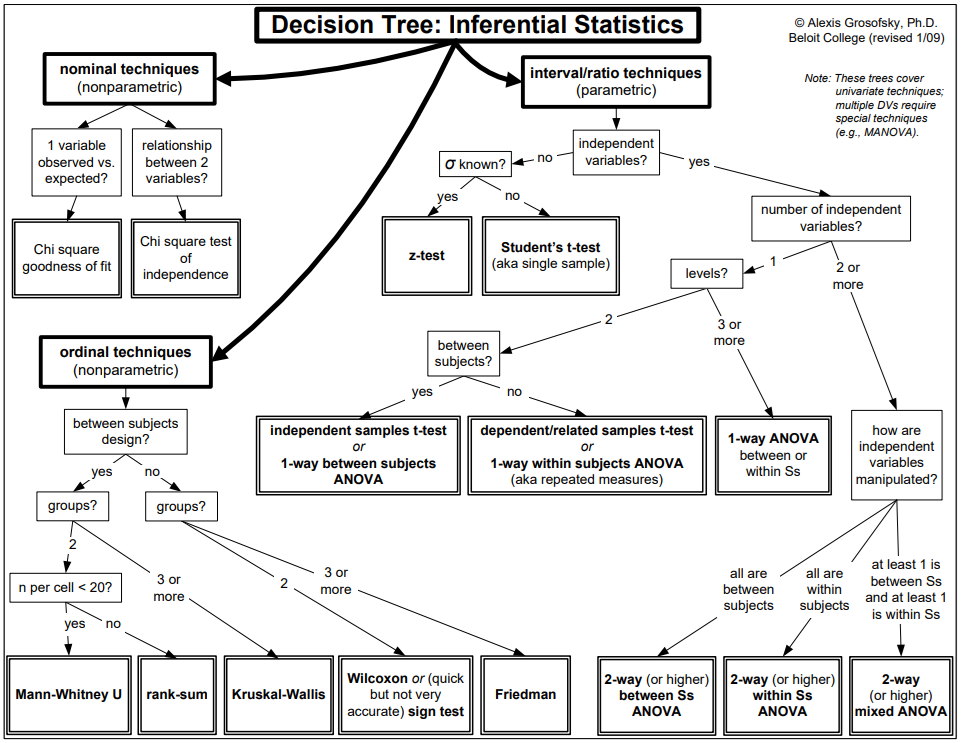 Decision Tree: Inferential Statistics
© Alexis Grosofsky, Ph.D.
Beloit College (revised 1/09)
Note: These trees cover
univariate techniques;
multiple DVs require
special techniques
(e.g., MANOVA).
nominal techniques
(nonparametric)
1 variable
observed vs.
expected?
relationship
between 2
variables?
Chi square
goodness of fit
Chi square test
of
independence
interval/ratio techniques
(parametric)
independent
variables?
no
yes
σ known?
yes
no
z-test
Student's t-test
(aka single sample)
number of independent
variables?
1
2 or
more
levels?
2
3 or
more
between
subjects?
yes
no
independent samples t-test
or
1-way between subjects
ANOVA
dependent/related samples t-test
or
1-way within subjects ANOVA
(aka repeated measures)
1-way ANOVA
between or
within Ss
how are
independent
variables
manipulated?
all are
between
subjects
all are
within
subjects
at least 1 is
between Ss
and at least 1
is within Ss
2-way (or higher)
between Ss
ANOVA
2-way (or higher)
within Ss
ANOVA
2-way
(or higher)
mixed ANOVA
ordinal techniques
(nonparametric)
between subjects
design?
yes
no
groups?
groups?
2
3 or
more
2
3 or
more
n per cell < 20?
yes
no
Mann-Whitney U
rank-sum
Kruskal-Wallis
Wilcoxon or (quick
but not very
accurate) sign test
Friedman